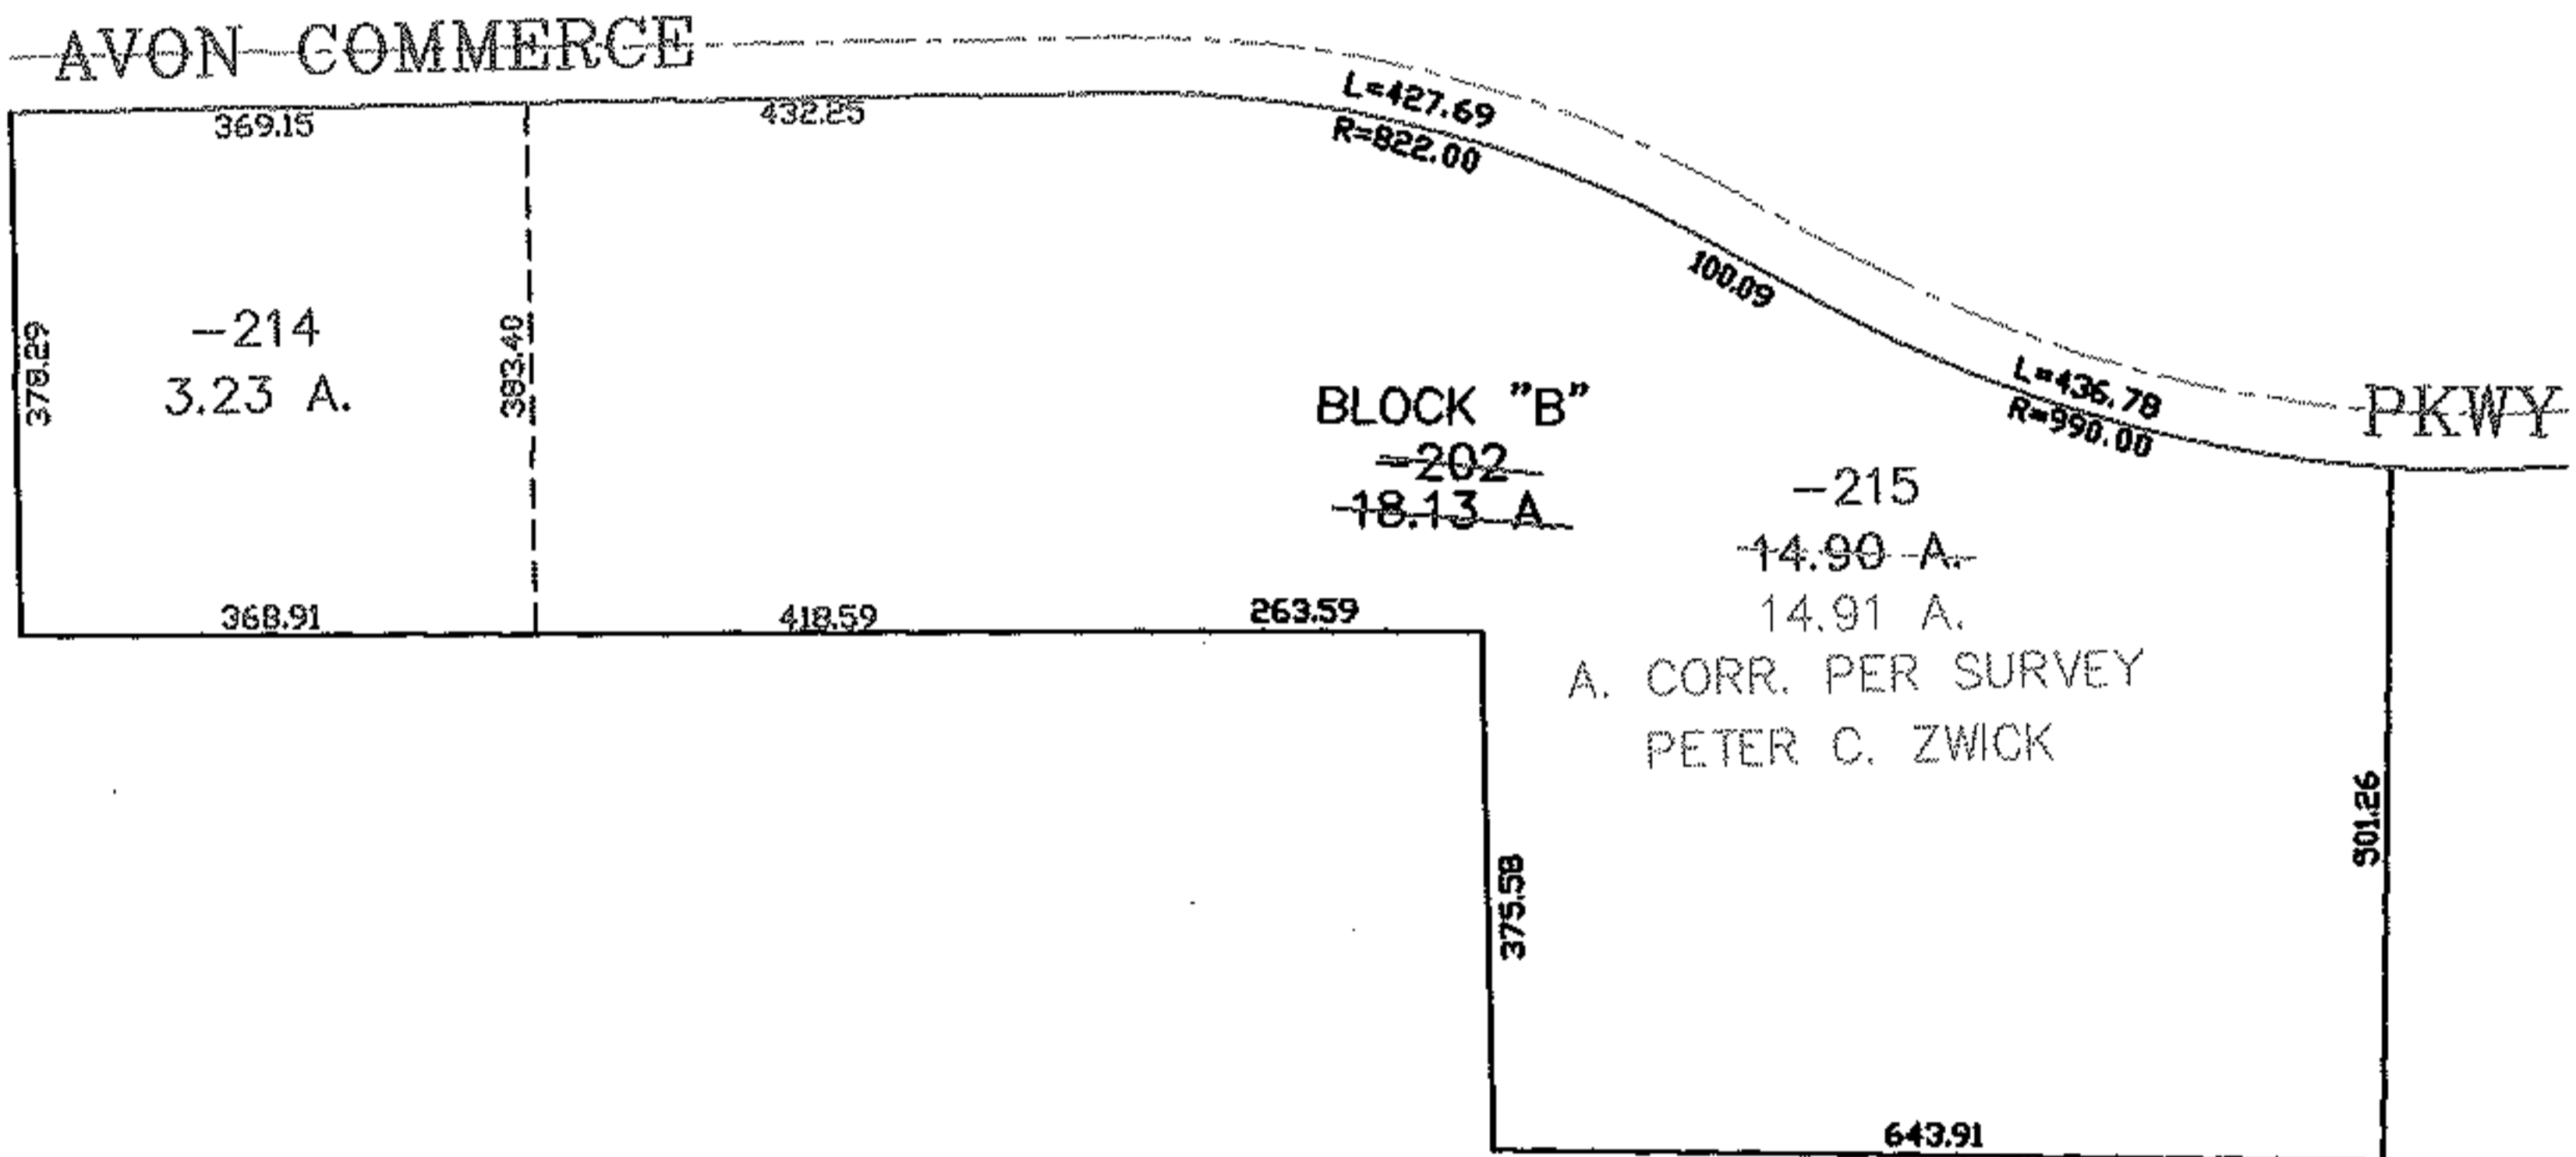 AVON COMMERCE
369.15
432.25
L=427.69
R=822.00
100.09
L=436.78
R=990.00
PKWY
378.29
-214
3.23 A.
383.40
BLOCK "B"
-202
18.13 A
-215
14.90 A.
14.91 A.
A. CORR. PER SURVEY
PETER C. ZWICK
368.91
418.59
263.59
375.58
501.26
643.91